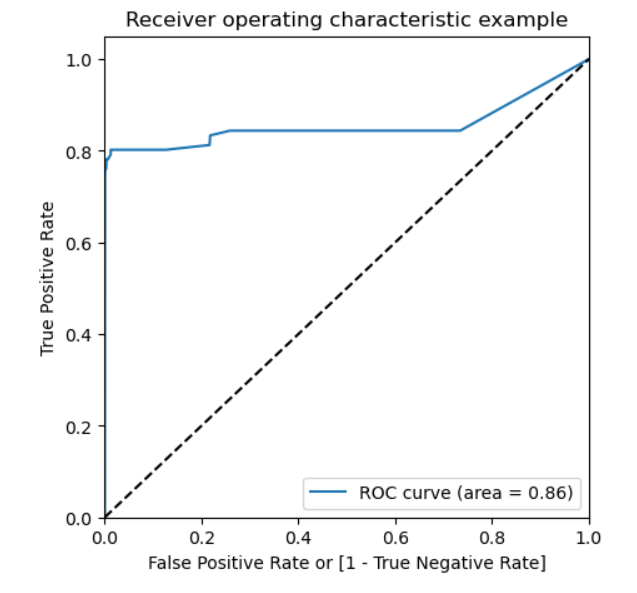 Receiver operating characteristic example
True Positive Rate
1.0
0.8
0.6
0.4
0.2
0.0
ROC curve (area = 0.86)
0.0 0.2 0.4 0.6 0.8 1.0
False Positive Rate or [1 - True Negative Rate]